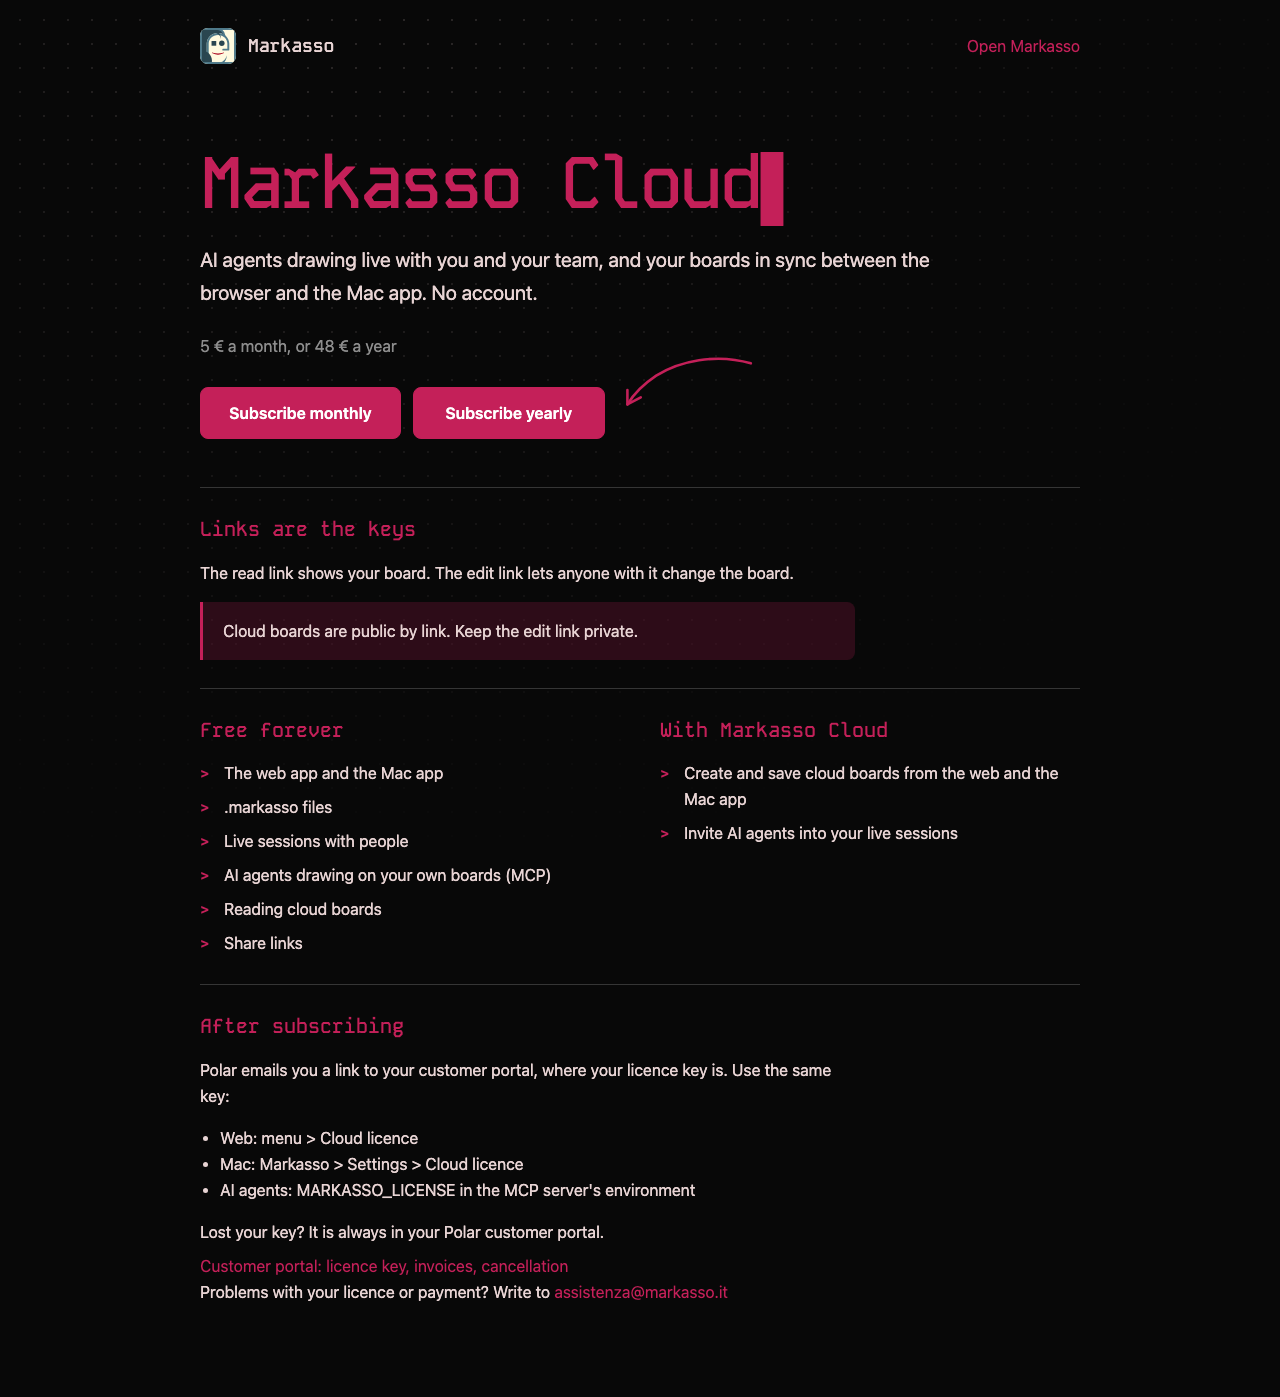 Markasso
Open Markasso
Markasso Cloud
AI agents drawing live with you and your team, and your boards in sync between the
browser and the Mac app. No account.
5 € a month, or 48 € a year
Subscribe monthly
Subscribe yearly
Links are the keys
The read link shows your board. The edit link lets anyone with it change the board.
Cloud boards are public by link. Keep the edit link private.
Free forever
> The web app and the Mac app
> .markasso files
> Live sessions with people
> AI agents drawing on your own boards (MCP)
> Reading cloud boards
> Share links
With Markasso Cloud
> Create and save cloud boards from the web and the
Mac app
> Invite AI agents into your live sessions
After subscribing
Polar emails you a link to your customer portal, where your licence key is. Use the same
key:
• Web: menu > Cloud licence
• Mac: Markasso > Settings > Cloud licence
• AI agents: MARKASSO_LICENSE in the MCP server's environment
Lost your key? It is always in your Polar customer portal.
Customer portal: licence key, invoices, cancellation
Problems with your licence or payment? Write to assistenza@markasso.it